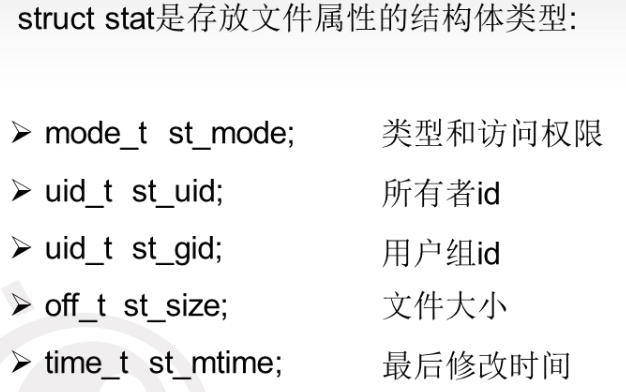 struct stat是存放文件属性的结构体类型:
➢ mode_t st_mode; 类型和访问权限
➢ uid_t st_uid; 所有者id
➢ uid_t st_gid; 用户组id
➢ off_t st_size; 文件大小
➢ time_t st_mtime; 最后修改时间